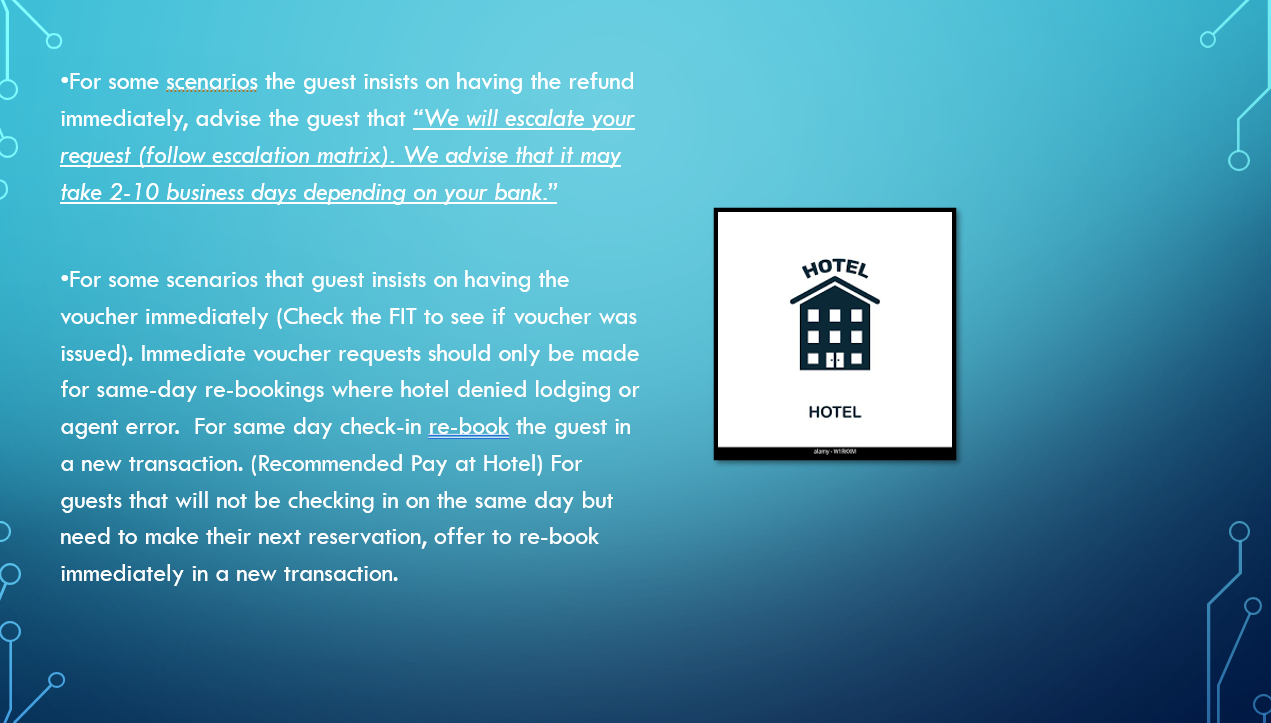 •For some scenarios the guest insists on having the refund
immediately, advise the guest that “We will escalate your
request (follow escalation matrix). We advise that it may
take 2-10 business days depending on your bank.”
•For some scenarios that guest insists on having the
voucher immediately (Check the FIT to see if voucher was
issued). Immediate voucher requests should only be made
for same-day re-bookings where hotel denied lodging or
agent error.  For same day check-in re-book the guest in
a new transaction. (Recommended Pay at Hotel) For
guests that will not be checking in on the same day but
need to make their next reservation, offer to re-book
immediately in a new transaction.
HOTEL
HOTEL
alamy -